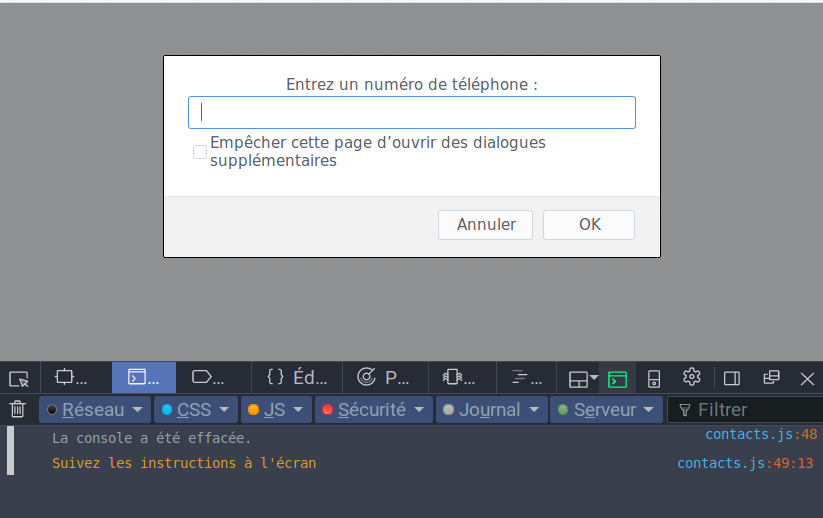 Entrez un numéro de téléphone :
Empêcher cette page d’ouvrir des dialogues
supplémentaires
Annuler OK
... ... ... { } Éd... P... ... ...
Réseau CSS JS Sécurité Journal Serveur Filtrer
La console a été effacée. contacts.js:48
Suivez les instructions à l'écran contacts.js:49:13